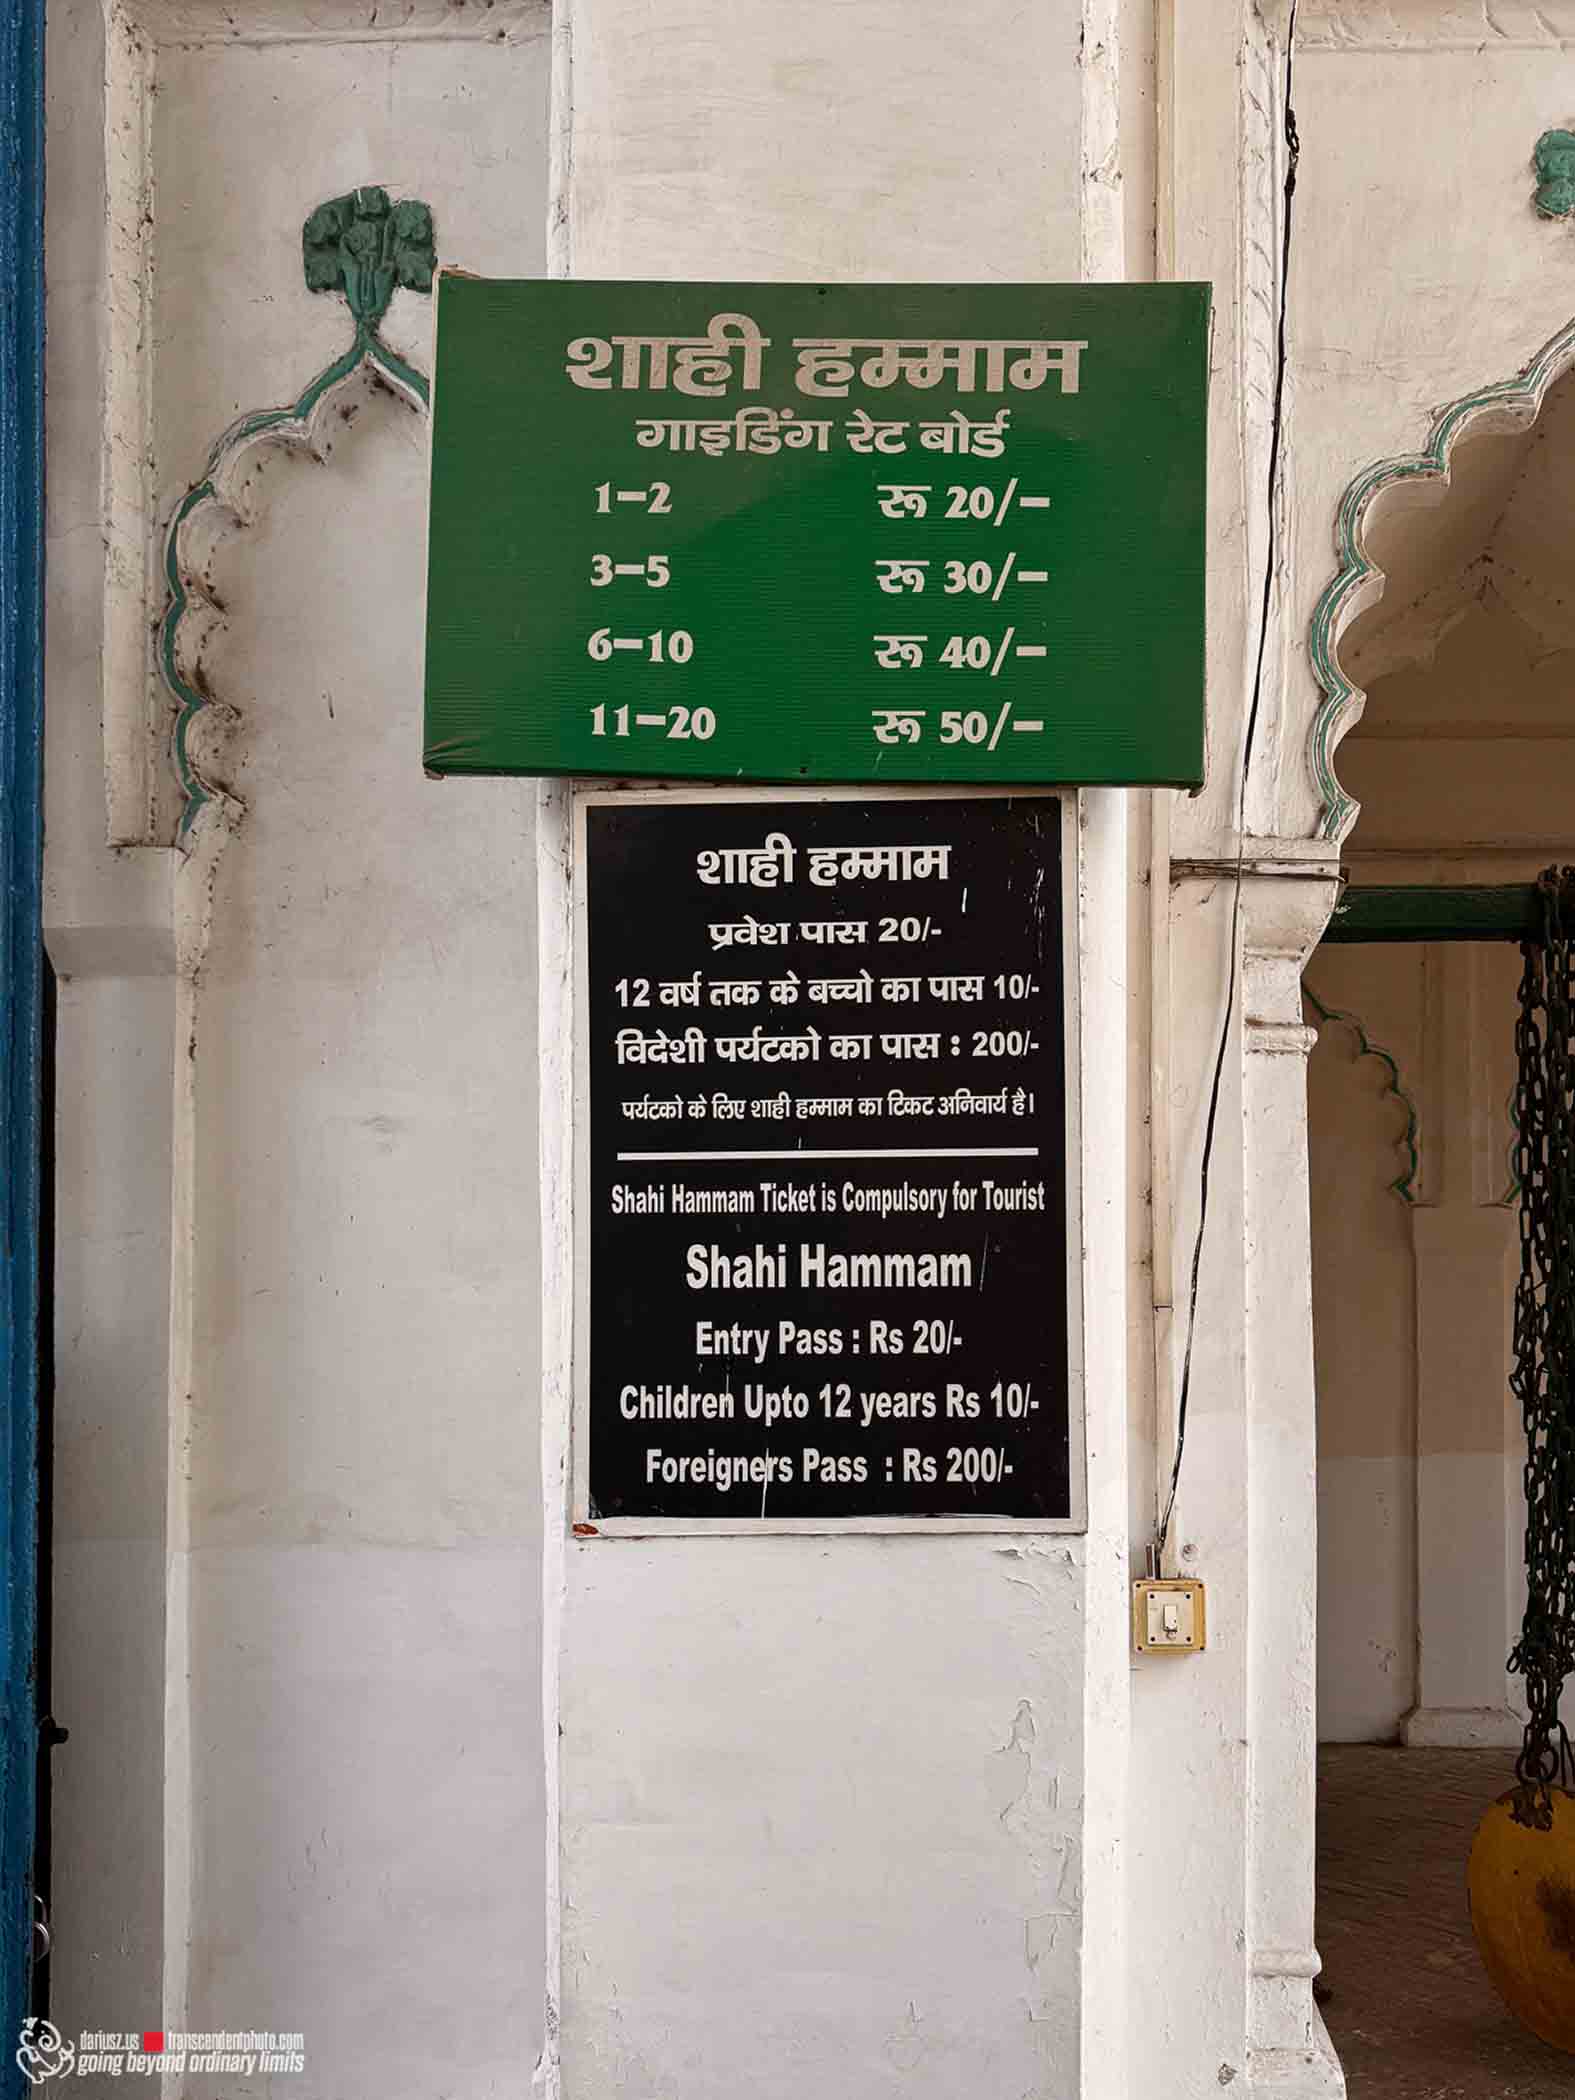 शाही हम्माम
गाइडिंग रेट बोर्ड
1-2 रू 20/-
3-5 रू 30/-
6-10 रू 40/-
11-20 रू 50/-
शाही हम्माम
प्रवेश पास 20/-
12 वर्ष तक के बच्चो का पास 10/-
विदेशी पर्यटको का पास : 200/-
पर्यटको के लिए शाही हम्माम का टिकट अनिवार्य है।
Shahi Hammam Ticket is Compulsory for Tourist
Shahi Hammam
Entry Pass : Rs 20/-
Children Upto 12 years Rs 10/-
Foreigners Pass : Rs 200/-
dariusz.us transcendentphoto.com
going beyond ordinary limits